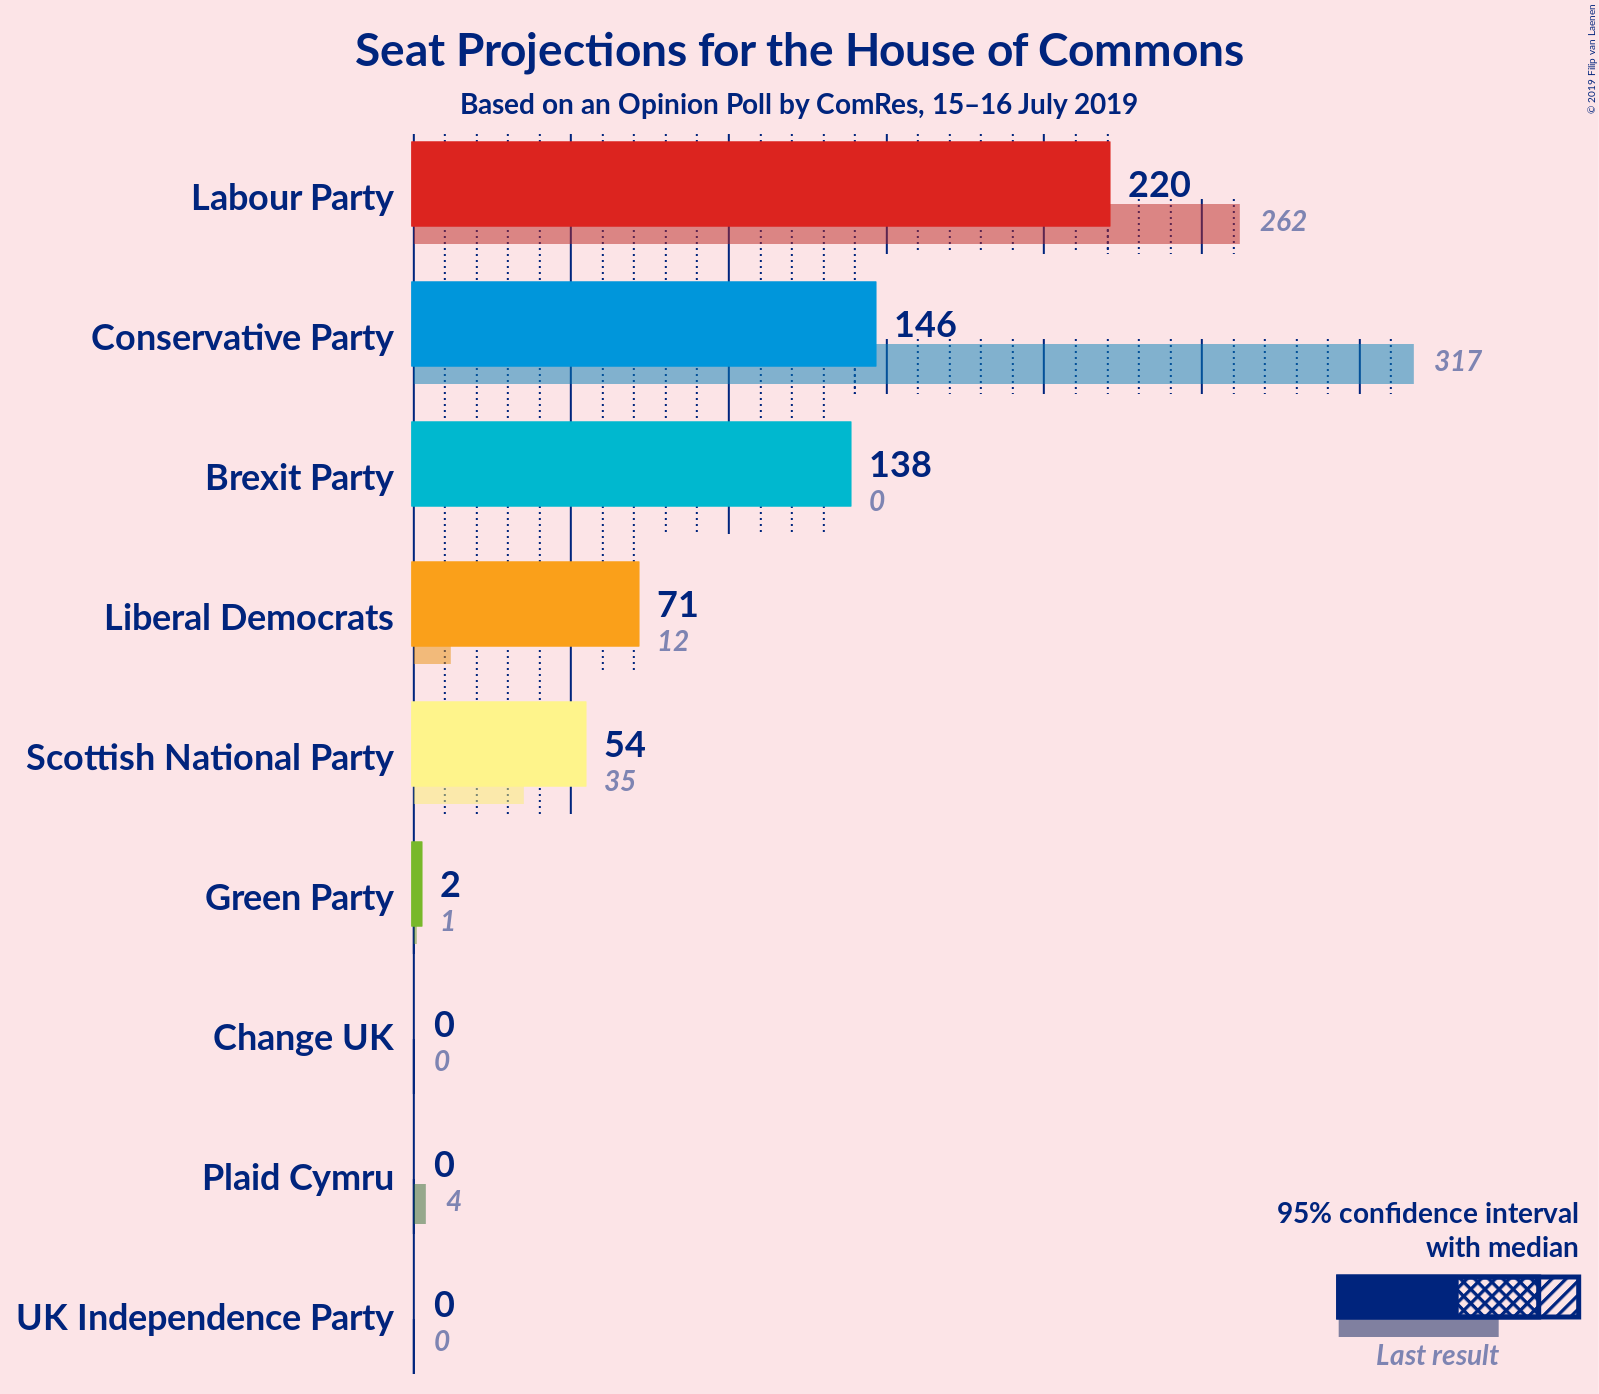 Seat Projections for the House of Commons
Based on an Opinion Poll by ComRes, 15–16 July 2019
© 2019 Filip van Laenen
Labour Party
220
262
Conservative Party
146
317
Brexit Party
138
0
Liberal Democrats
71
12
Scottish National Party
54
35
Green Party
2
1
Change UK
0
0
Plaid Cymru
0
4
UK Independence Party
0
0
95% confidence interval
with median
Last result